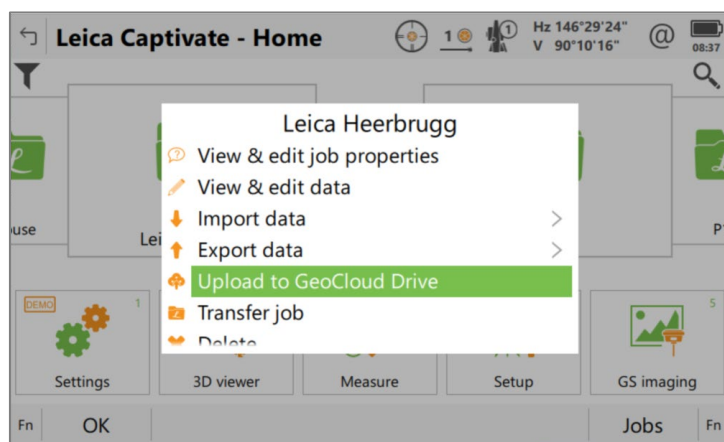 Leica Captivate - Home
1
1
Hz 146°29'24"
V 90°10'16"
@
08:37
Leica Heerbrugg
View & edit job properties
View & edit data
Import data
Export data
Upload to GeoCloud Drive
Transfer job
Delete
use
Lei
P
DEMO
1
5
Settings
3D viewer
Measure
Setup
GS imaging
Fn
OK
Jobs
Fn